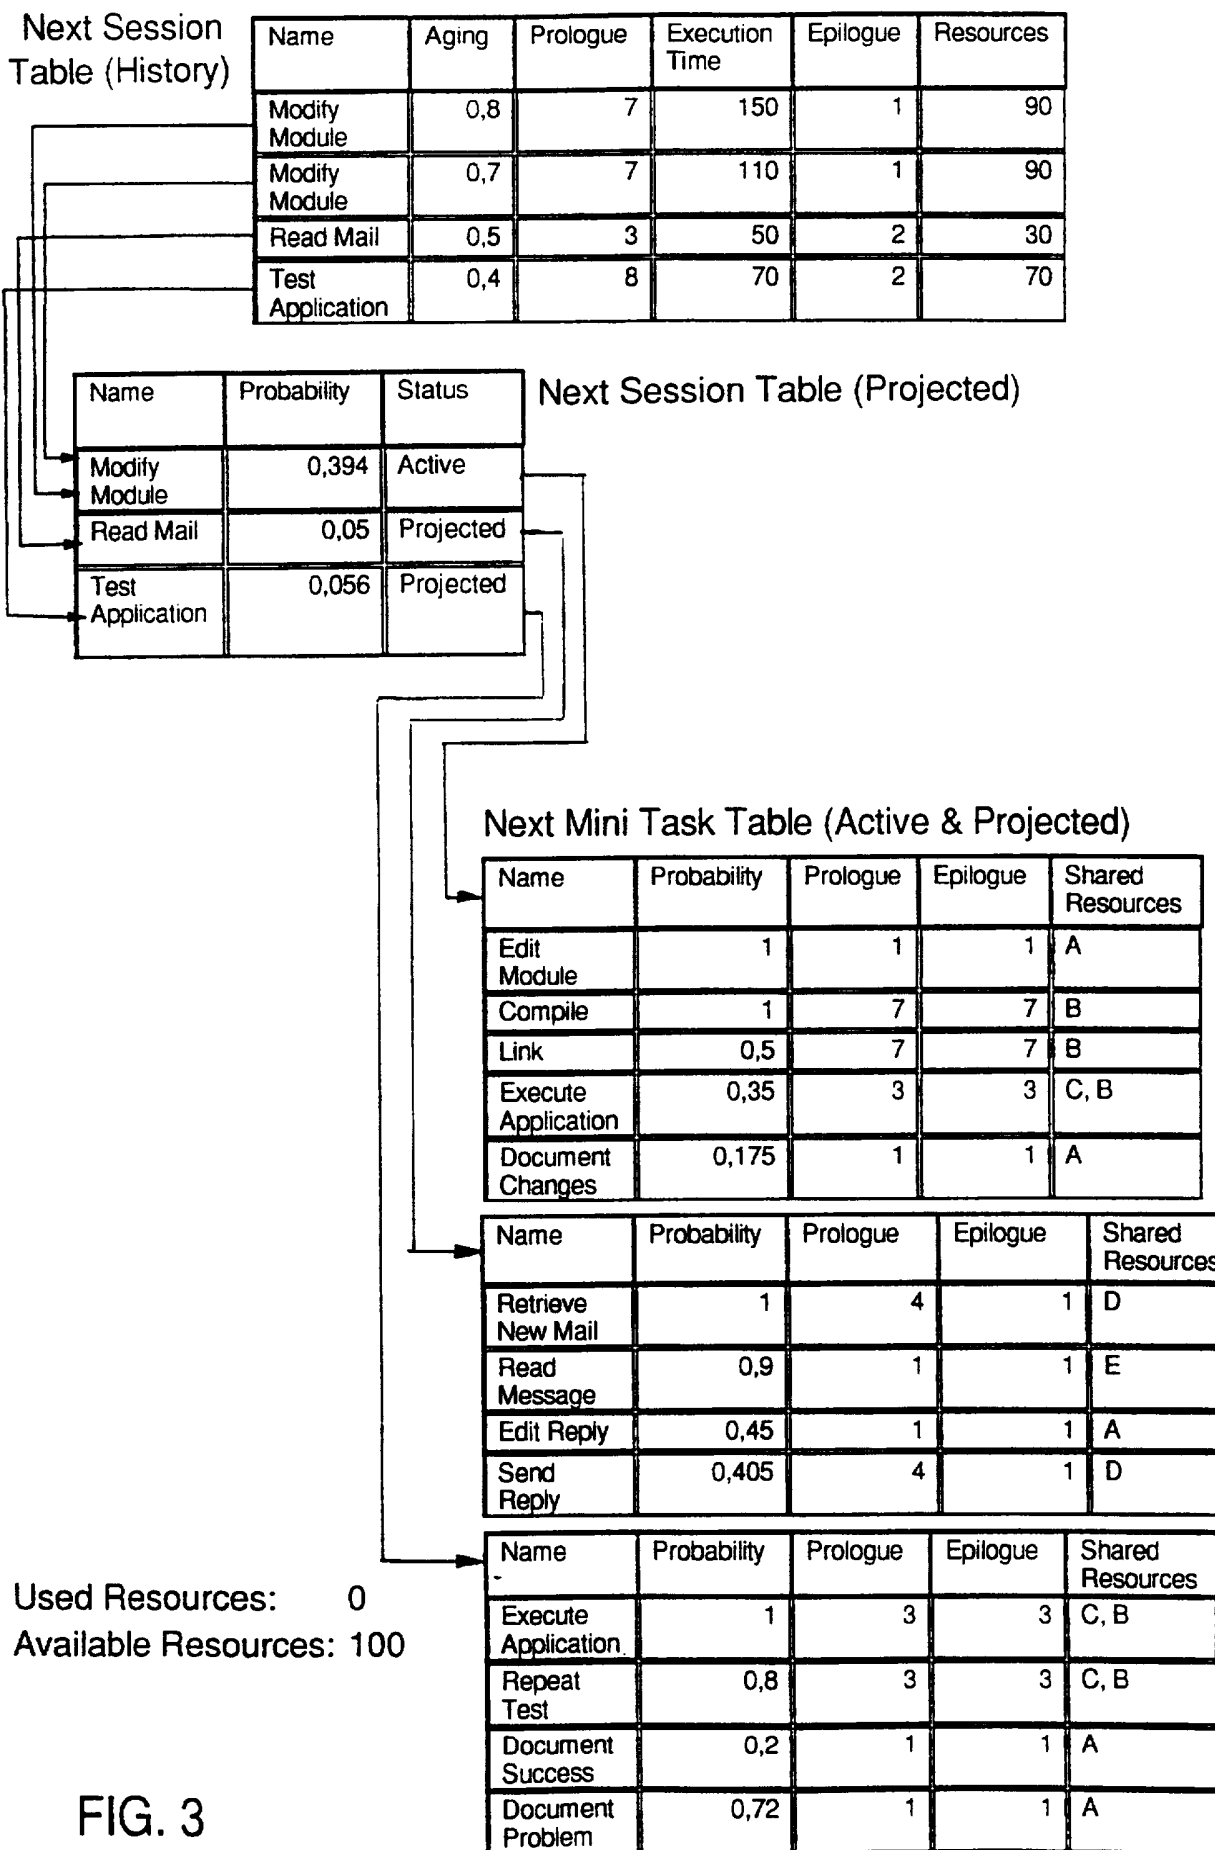 Next Session
Table (History)
Name Aging Prologue Execution Epilogue Resources
Time
Modify 0,8 7 150 1 90
Module
Modify 0,7 7 110 1 90
Module
Read Mail 0,5 3 50 2 30
Test 0,4 8 70 2 70
Application
Next Session Table (Projected)
Name Probability Status
Modify 0,394 Active
Module
Read Mail 0,05 Projected
Test 0,056 Projected
Application
Next Mini Task Table (Active & Projected)
Name Probability Prologue Epilogue Shared
Resources
Edit 1 1 1 A
Module
Compile 1 7 7 B
Link 0,5 7 7 B
Execute 0,35 3 3 C, B
Application
Document 0,175 1 1 A
Changes
Name Probability Prologue Epilogue Shared
Resources
Retrieve 1 4 1 D
New Mail
Read 0,9 1 1 E
Message
Edit Reply 0,45 1 1 A
Send 0,405 4 1 D
Reply
Name Probability Prologue Epilogue Shared
Resources
Execute 1 3 3 C, B
Application
Repeat 0,8 3 3 C, B
Test
Document 0,2 1 1 A
Success
Document 0,72 1 1 A
Problem
Used Resources: 0
Available Resources: 100
FIG. 3